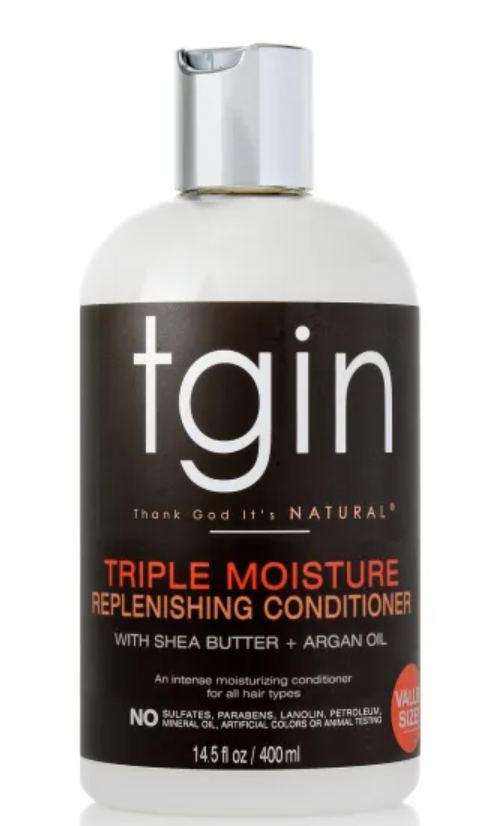 tgin
Thank God It's NATURAL®
TRIPLE MOISTURE
REPLENISHING CONDITIONER
WITH SHEA BUTTER + ARGAN OIL
An intense moisturizing conditioner
for all hair types
NO SULFATES, PARABENS, LANOLIN, PETROLEUM,
MINERAL OIL, ARTIFICIAL COLORS OR ANIMAL TESTING
VALUE
SIZE!
14.5 fl oz / 400 ml